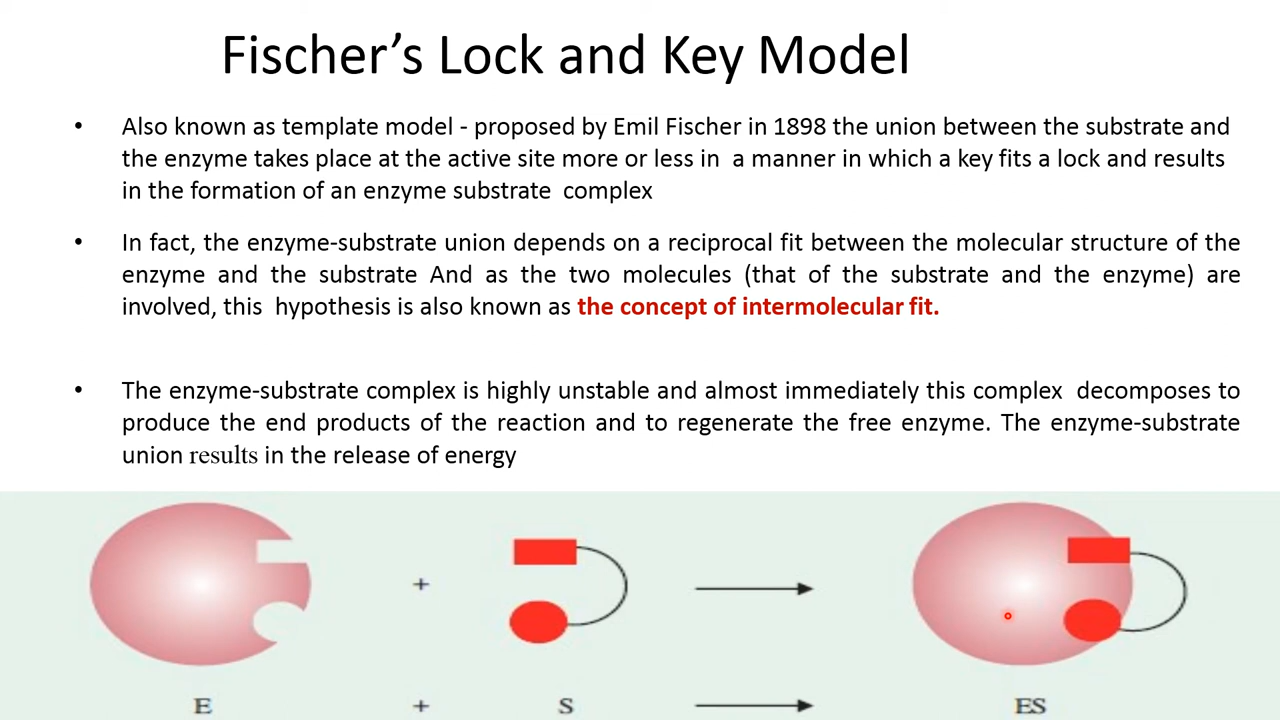 Fischer’s Lock and Key Model
• Also known as template model - proposed by Emil Fischer in 1898 the union between the substrate and
the enzyme takes place at the active site more or less in a manner in which a key fits a lock and results
in the formation of an enzyme substrate complex
• In fact, the enzyme-substrate union depends on a reciprocal fit between the molecular structure of the
enzyme and the substrate And as the two molecules (that of the substrate and the enzyme) are
involved, this hypothesis is also known as the concept of intermolecular fit.
• The enzyme-substrate complex is highly unstable and almost immediately this complex decomposes to
produce the end products of the reaction and to regenerate the free enzyme. The enzyme-substrate
union results in the release of energy
+
E + S ES